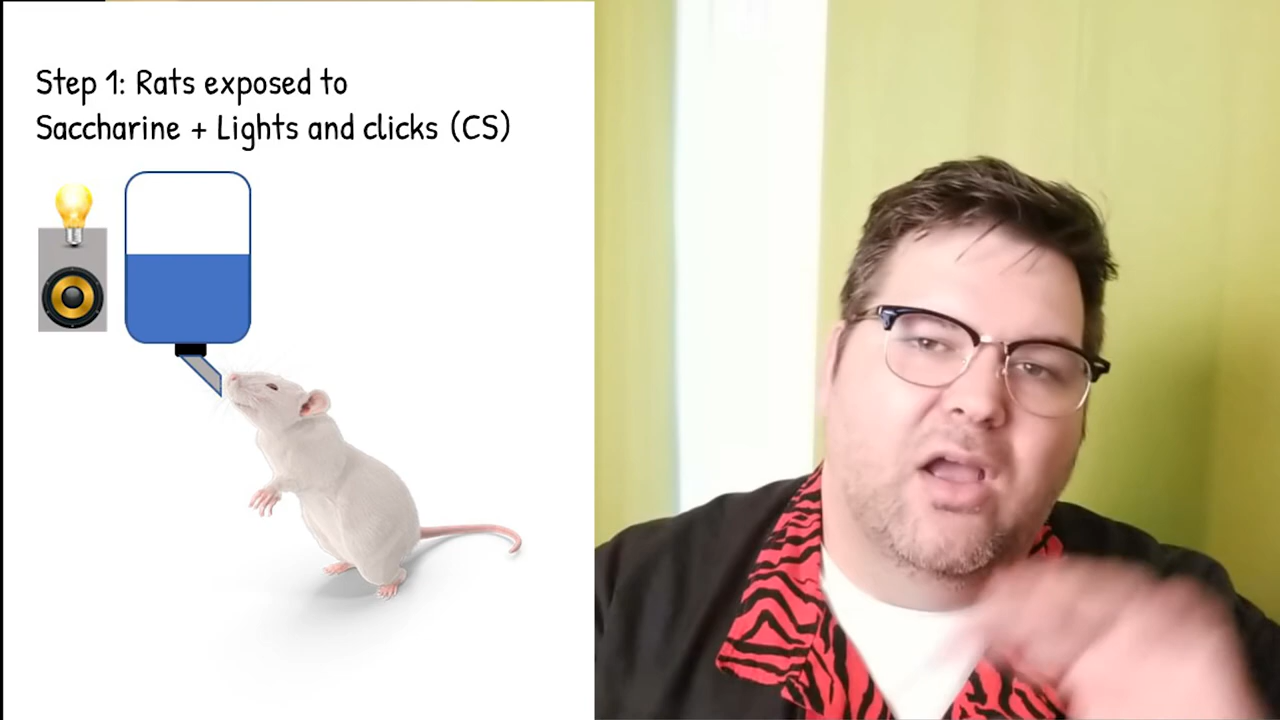 Step 1: Rats exposed to
Saccharine + Lights and clicks (CS)